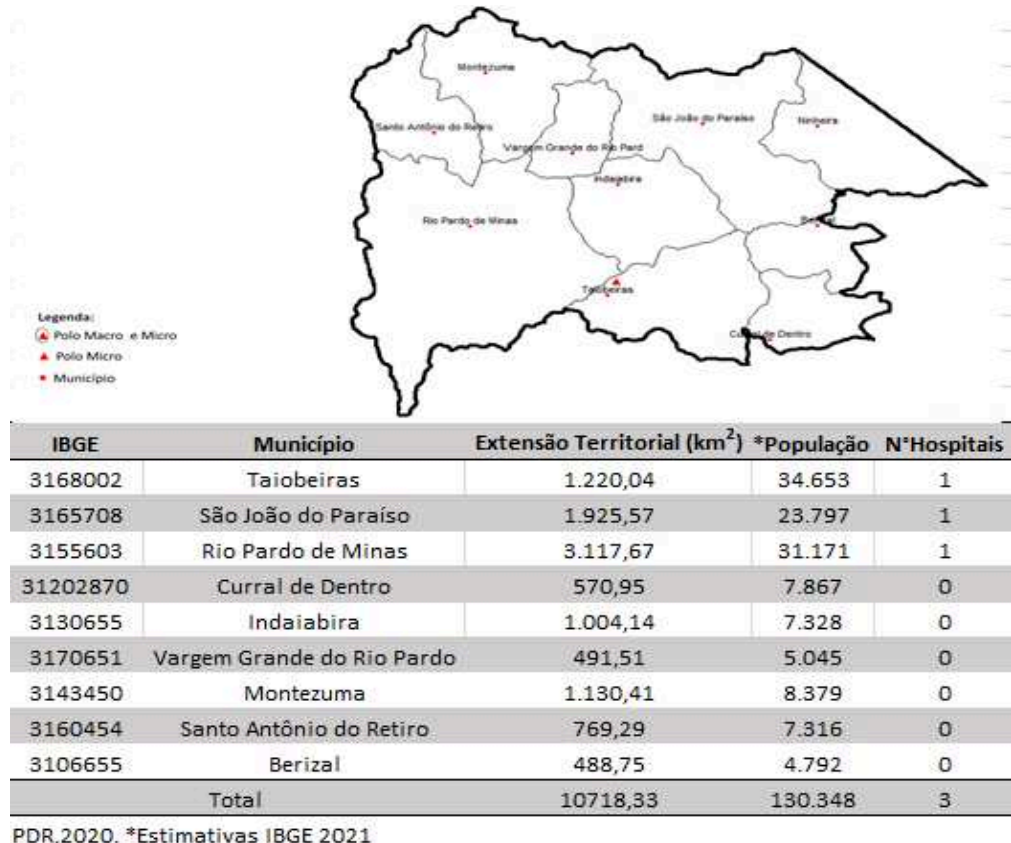 Montezuma
São João do Paraíso
Ninheira
Santo Antônio do Retiro
Vargem Grande do Rio Pard
Indaiabira
Rio Pardo de Minas
Berizal
Taiobeiras
Curral de Dentro
Legenda:
Polo Macro e Micro
Polo Micro
Município
IBGE Município Extensão Territorial (km²) *População N°Hospitais
3168002 Taiobeiras 1.220,04 34.653 1
3165708 São João do Paraíso 1.925,57 23.797 1
3155603 Rio Pardo de Minas 3.117,67 31.171 1
31202870 Curral de Dentro 570,95 7.867 0
3130655 Indaiabira 1.004,14 7.328 0
3170651 Vargem Grande do Rio Pardo 491,51 5.045 0
3143450 Montezuma 1.130,41 8.379 0
3160454 Santo Antônio do Retiro 769,29 7.316 0
3106655 Berizal 488,75 4.792 0
Total 10718,33 130.348 3
PDR.2020. *Estimativas IBGE 2021